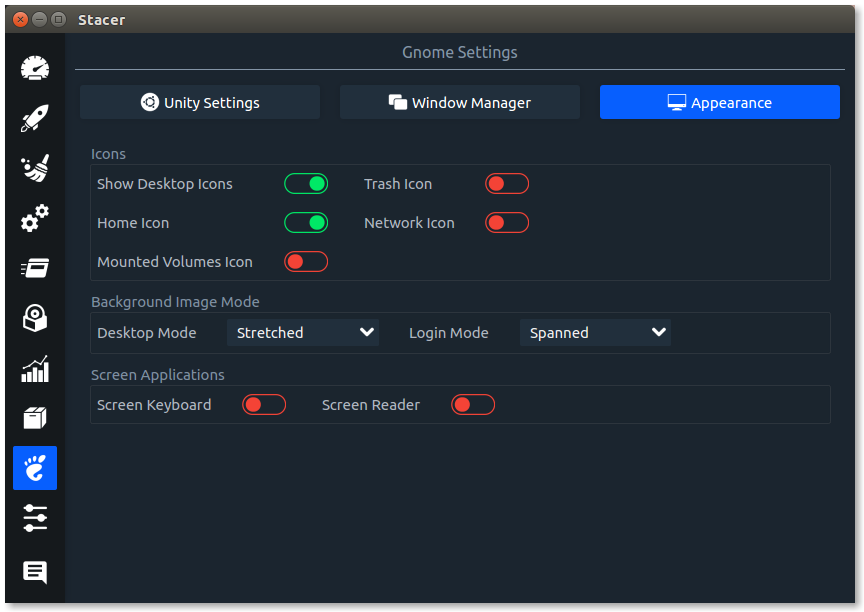 Stacer
Gnome Settings
Unity Settings Window Manager Appearance
Icons
Show Desktop Icons Trash Icon
Home Icon Network Icon
Mounted Volumes Icon
Background Image Mode
Desktop Mode Stretched Login Mode Spanned
Screen Applications
Screen Keyboard Screen Reader